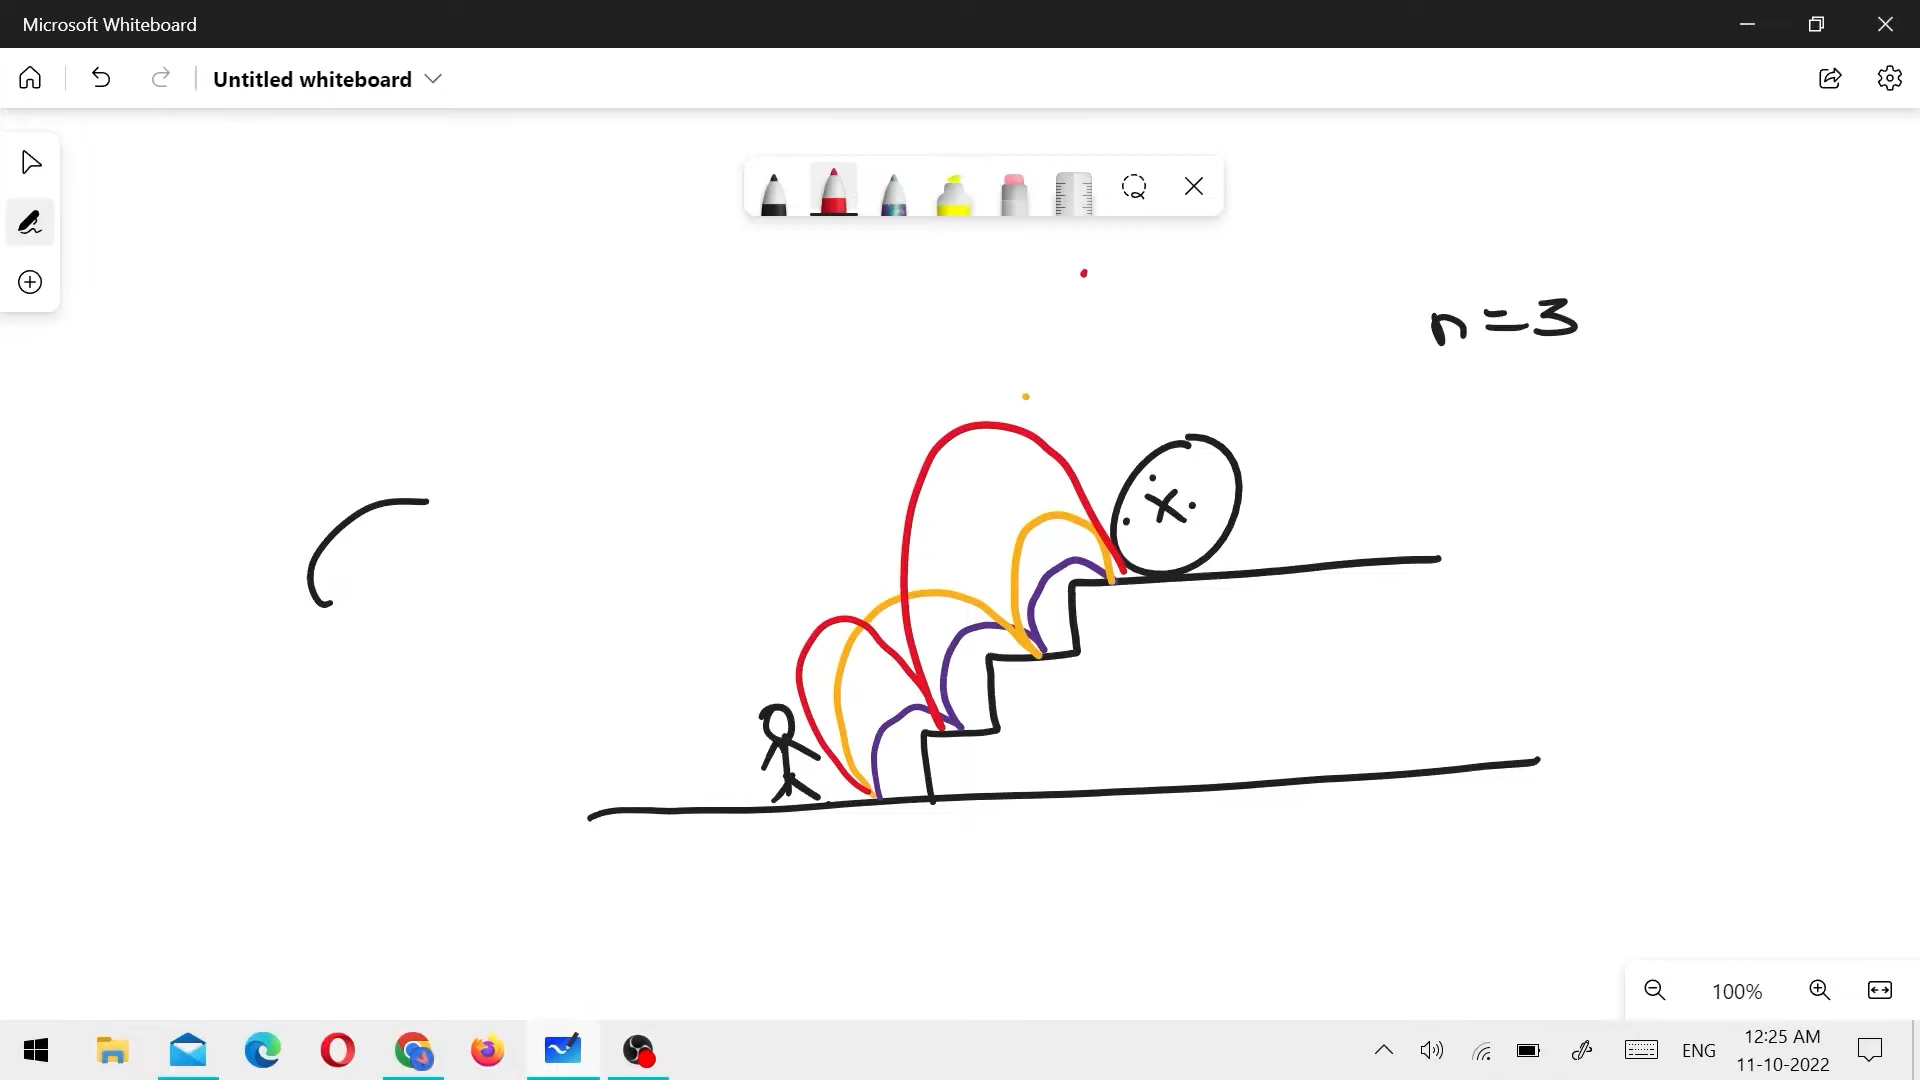 Microsoft Whiteboard
Untitled whiteboard
n=3
x
100%
ENG
12:25 AM
11-10-2022